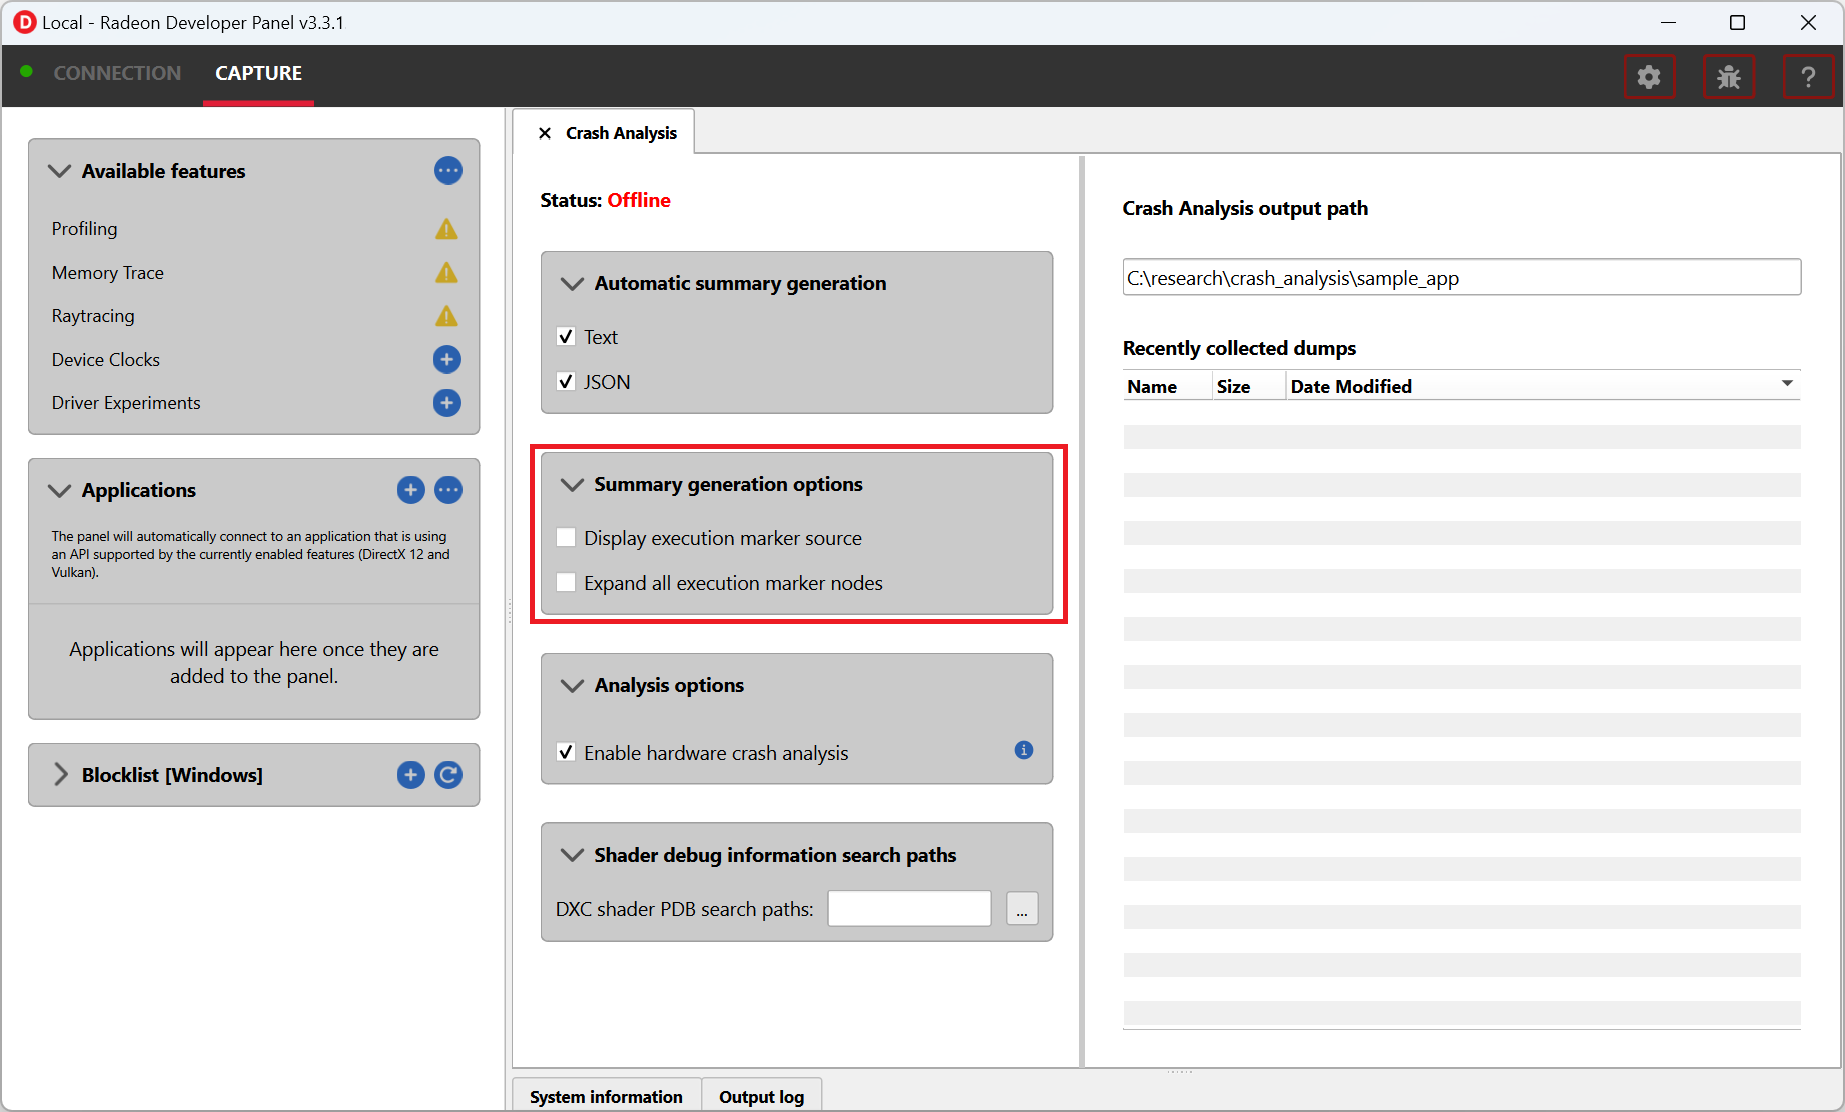 Local - Radeon Developer Panel v3.3.1
CONNECTION
CAPTURE
Available features
Profiling
Memory Trace
Raytracing
Device Clocks
Driver Experiments
Applications
The panel will automatically connect to an application that is using
an API supported by the currently enabled features (DirectX 12 and
Vulkan).
Applications will appear here once they are
added to the panel.
Blocklist [Windows]
Crash Analysis
Status: Offline
Automatic summary generation
Text
JSON
Summary generation options
Display execution marker source
Expand all execution marker nodes
Analysis options
Enable hardware crash analysis
Shader debug information search paths
DXC shader PDB search paths:
...
Crash Analysis output path
C:\research\crash_analysis\sample_app
Recently collected dumps
Name Size Date Modified
System information
Output log